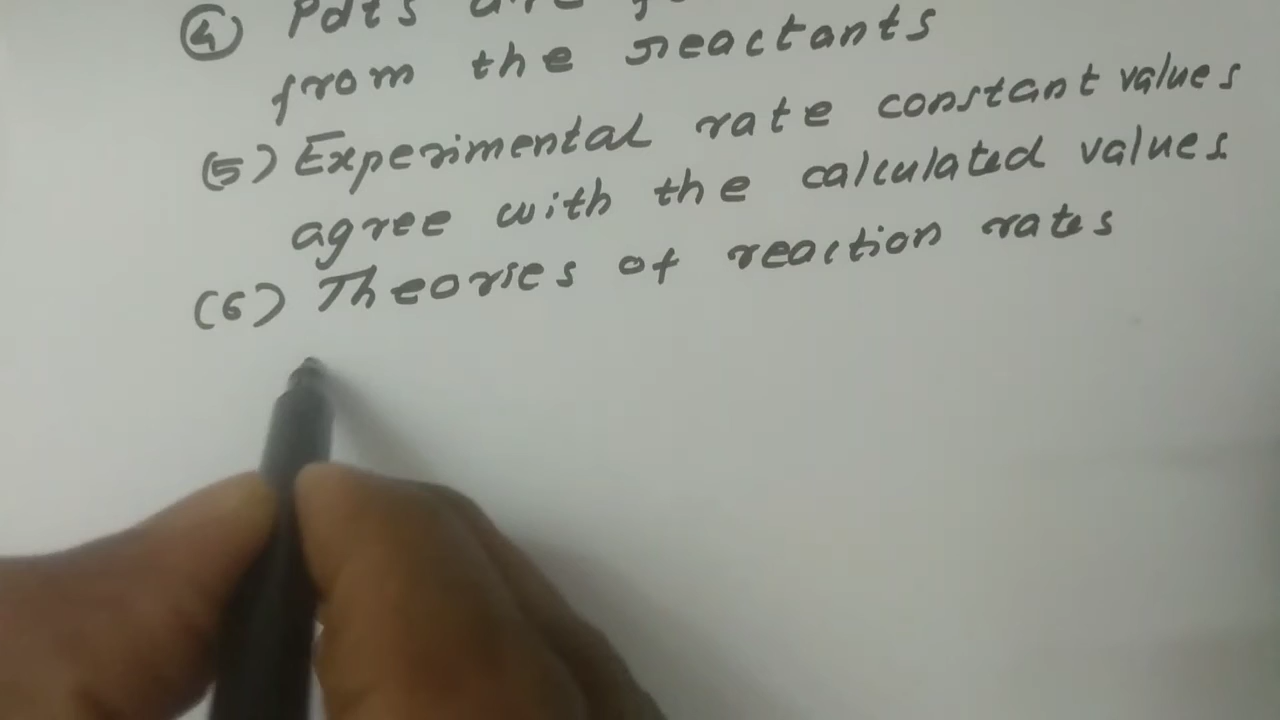 (4) Pdts are
from the reactants
(5) Experimental rate constant values
agree with the calculated values
(6) Theories of reaction rates